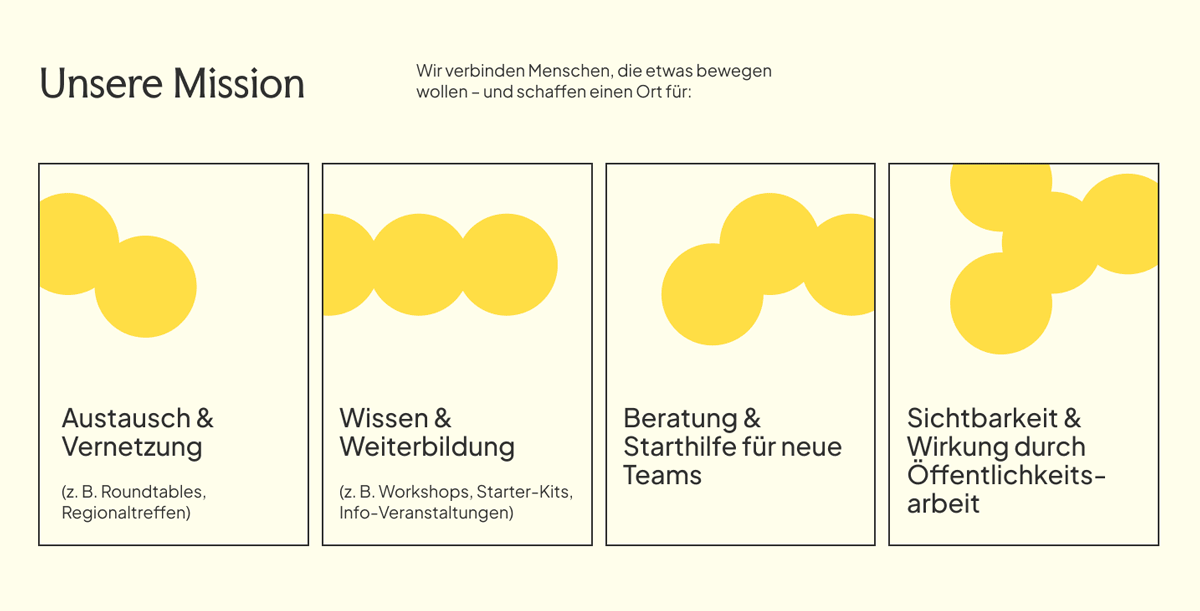 Unsere Mission
Wir verbinden Menschen, die etwas bewegen
wollen – und schaffen einen Ort für:
Austausch &
Vernetzung
(z. B. Roundtables,
Regionaltreffen)
Wissen &
Weiterbildung
(z. B. Workshops, Starter-Kits,
Info-Veranstaltungen)
Beratung &
Starthilfe für neue
Teams
Sichtbarkeit &
Wirkung durch
Öffentlichkeits-
arbeit